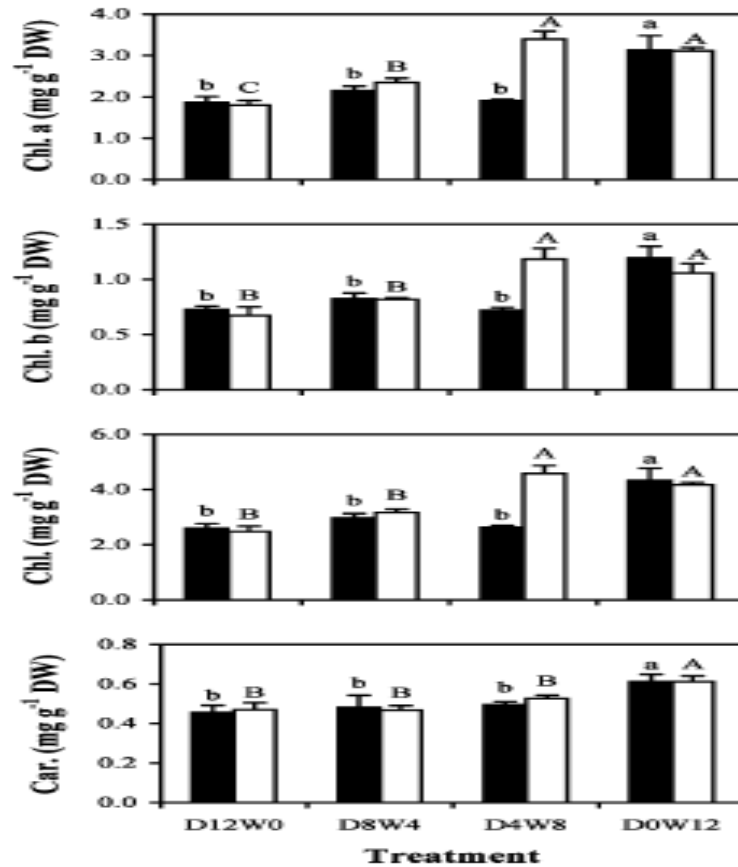 Chl. a (mg g⁻¹ DW)
4.0
3.0
2.0
1.0
0.0
b C b B b A a A
Chl. b (mg g⁻¹ DW)
1.5
1.0
0.5
0.0
b B b B b A a A
Chl. (mg g⁻¹ DW)
6.0
4.0
2.0
0.0
b B b B b A a A
Car. (mg g⁻¹ DW)
0.8
0.6
0.4
0.2
0.0
b B b B b B a A
D12W0 D8W4 D4W8 D0W12
Treatment